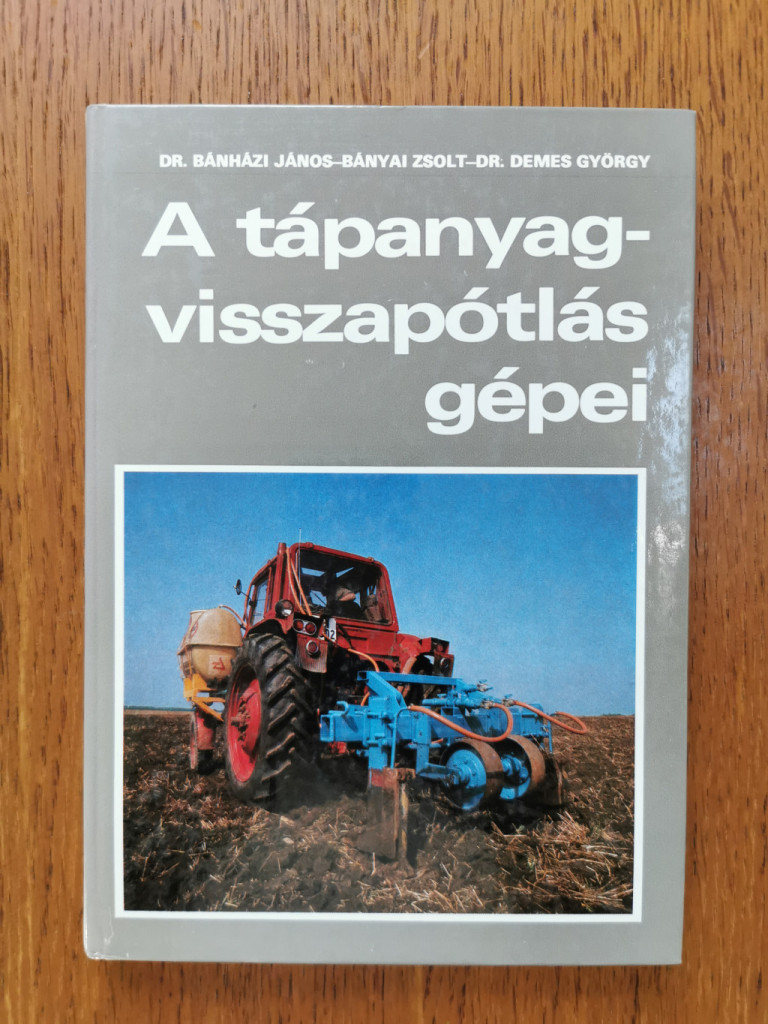 DR. BÁNHÁZI JÁNOS–BÁNYAI ZSOLT–DR. DEMES GYÖRGY
A tápanyag-
visszapótlás
gépei